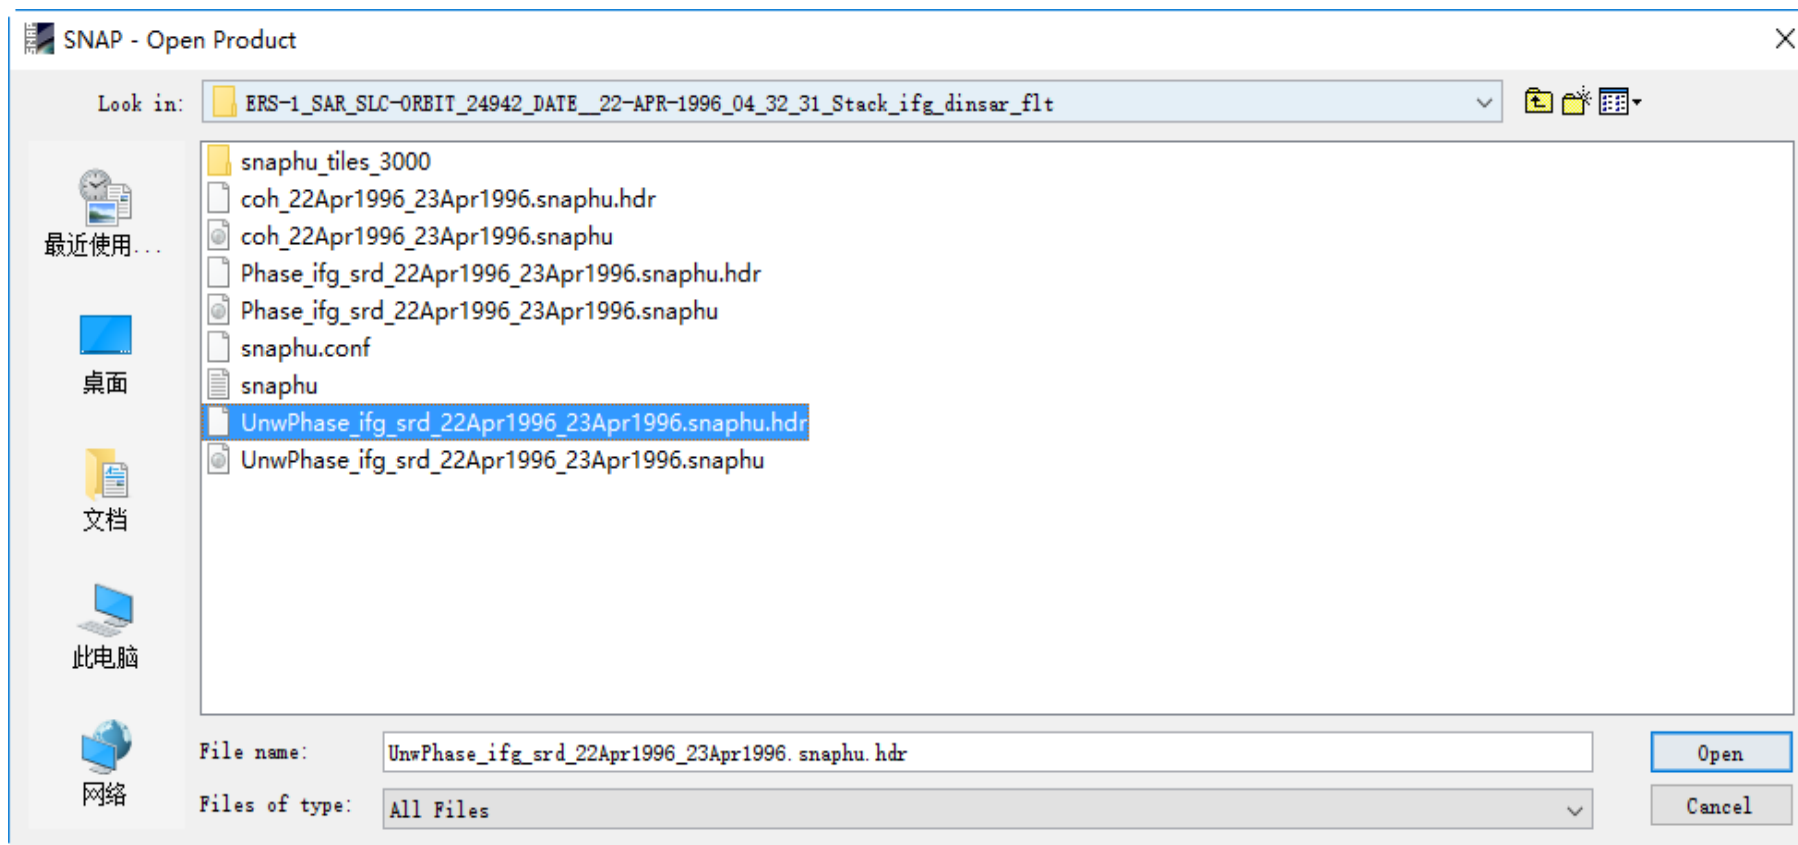 SNAP - Open Product
Look in:
ERS-1_SAR_SLC-ORBIT_24942_DATE__22-APR-1996_04_32_31_Stack_ifg_dinsar_flt
最近使用...
桌面
文档
此电脑
网络
snaphu_tiles_3000
coh_22Apr1996_23Apr1996.snaphu.hdr
coh_22Apr1996_23Apr1996.snaphu
Phase_ifg_srd_22Apr1996_23Apr1996.snaphu.hdr
Phase_ifg_srd_22Apr1996_23Apr1996.snaphu
snaphu.conf
snaphu
UnwPhase_ifg_srd_22Apr1996_23Apr1996.snaphu.hdr
UnwPhase_ifg_srd_22Apr1996_23Apr1996.snaphu
File name:
UnwPhase_ifg_srd_22Apr1996_23Apr1996.snaphu.hdr
Open
Files of type:
All Files
Cancel